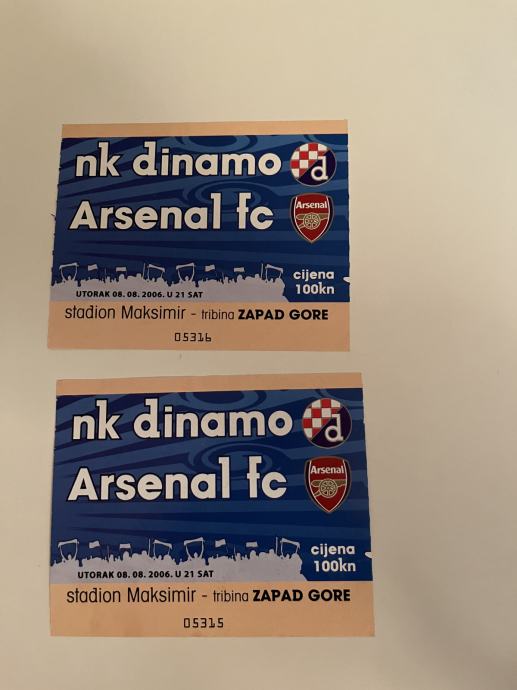 nk dinamo
d
Arsenal fc
Arsenal
cijena
100kn
UTORAK 08. 08. 2006. U 21 SAT
stadion Maksimir - tribina ZAPAD GORE
05316
nk dinamo
d
Arsenal fc
Arsenal
cijena
100kn
UTORAK 08. 08. 2006. U 21 SAT
stadion Maksimir - tribina ZAPAD GORE
05315